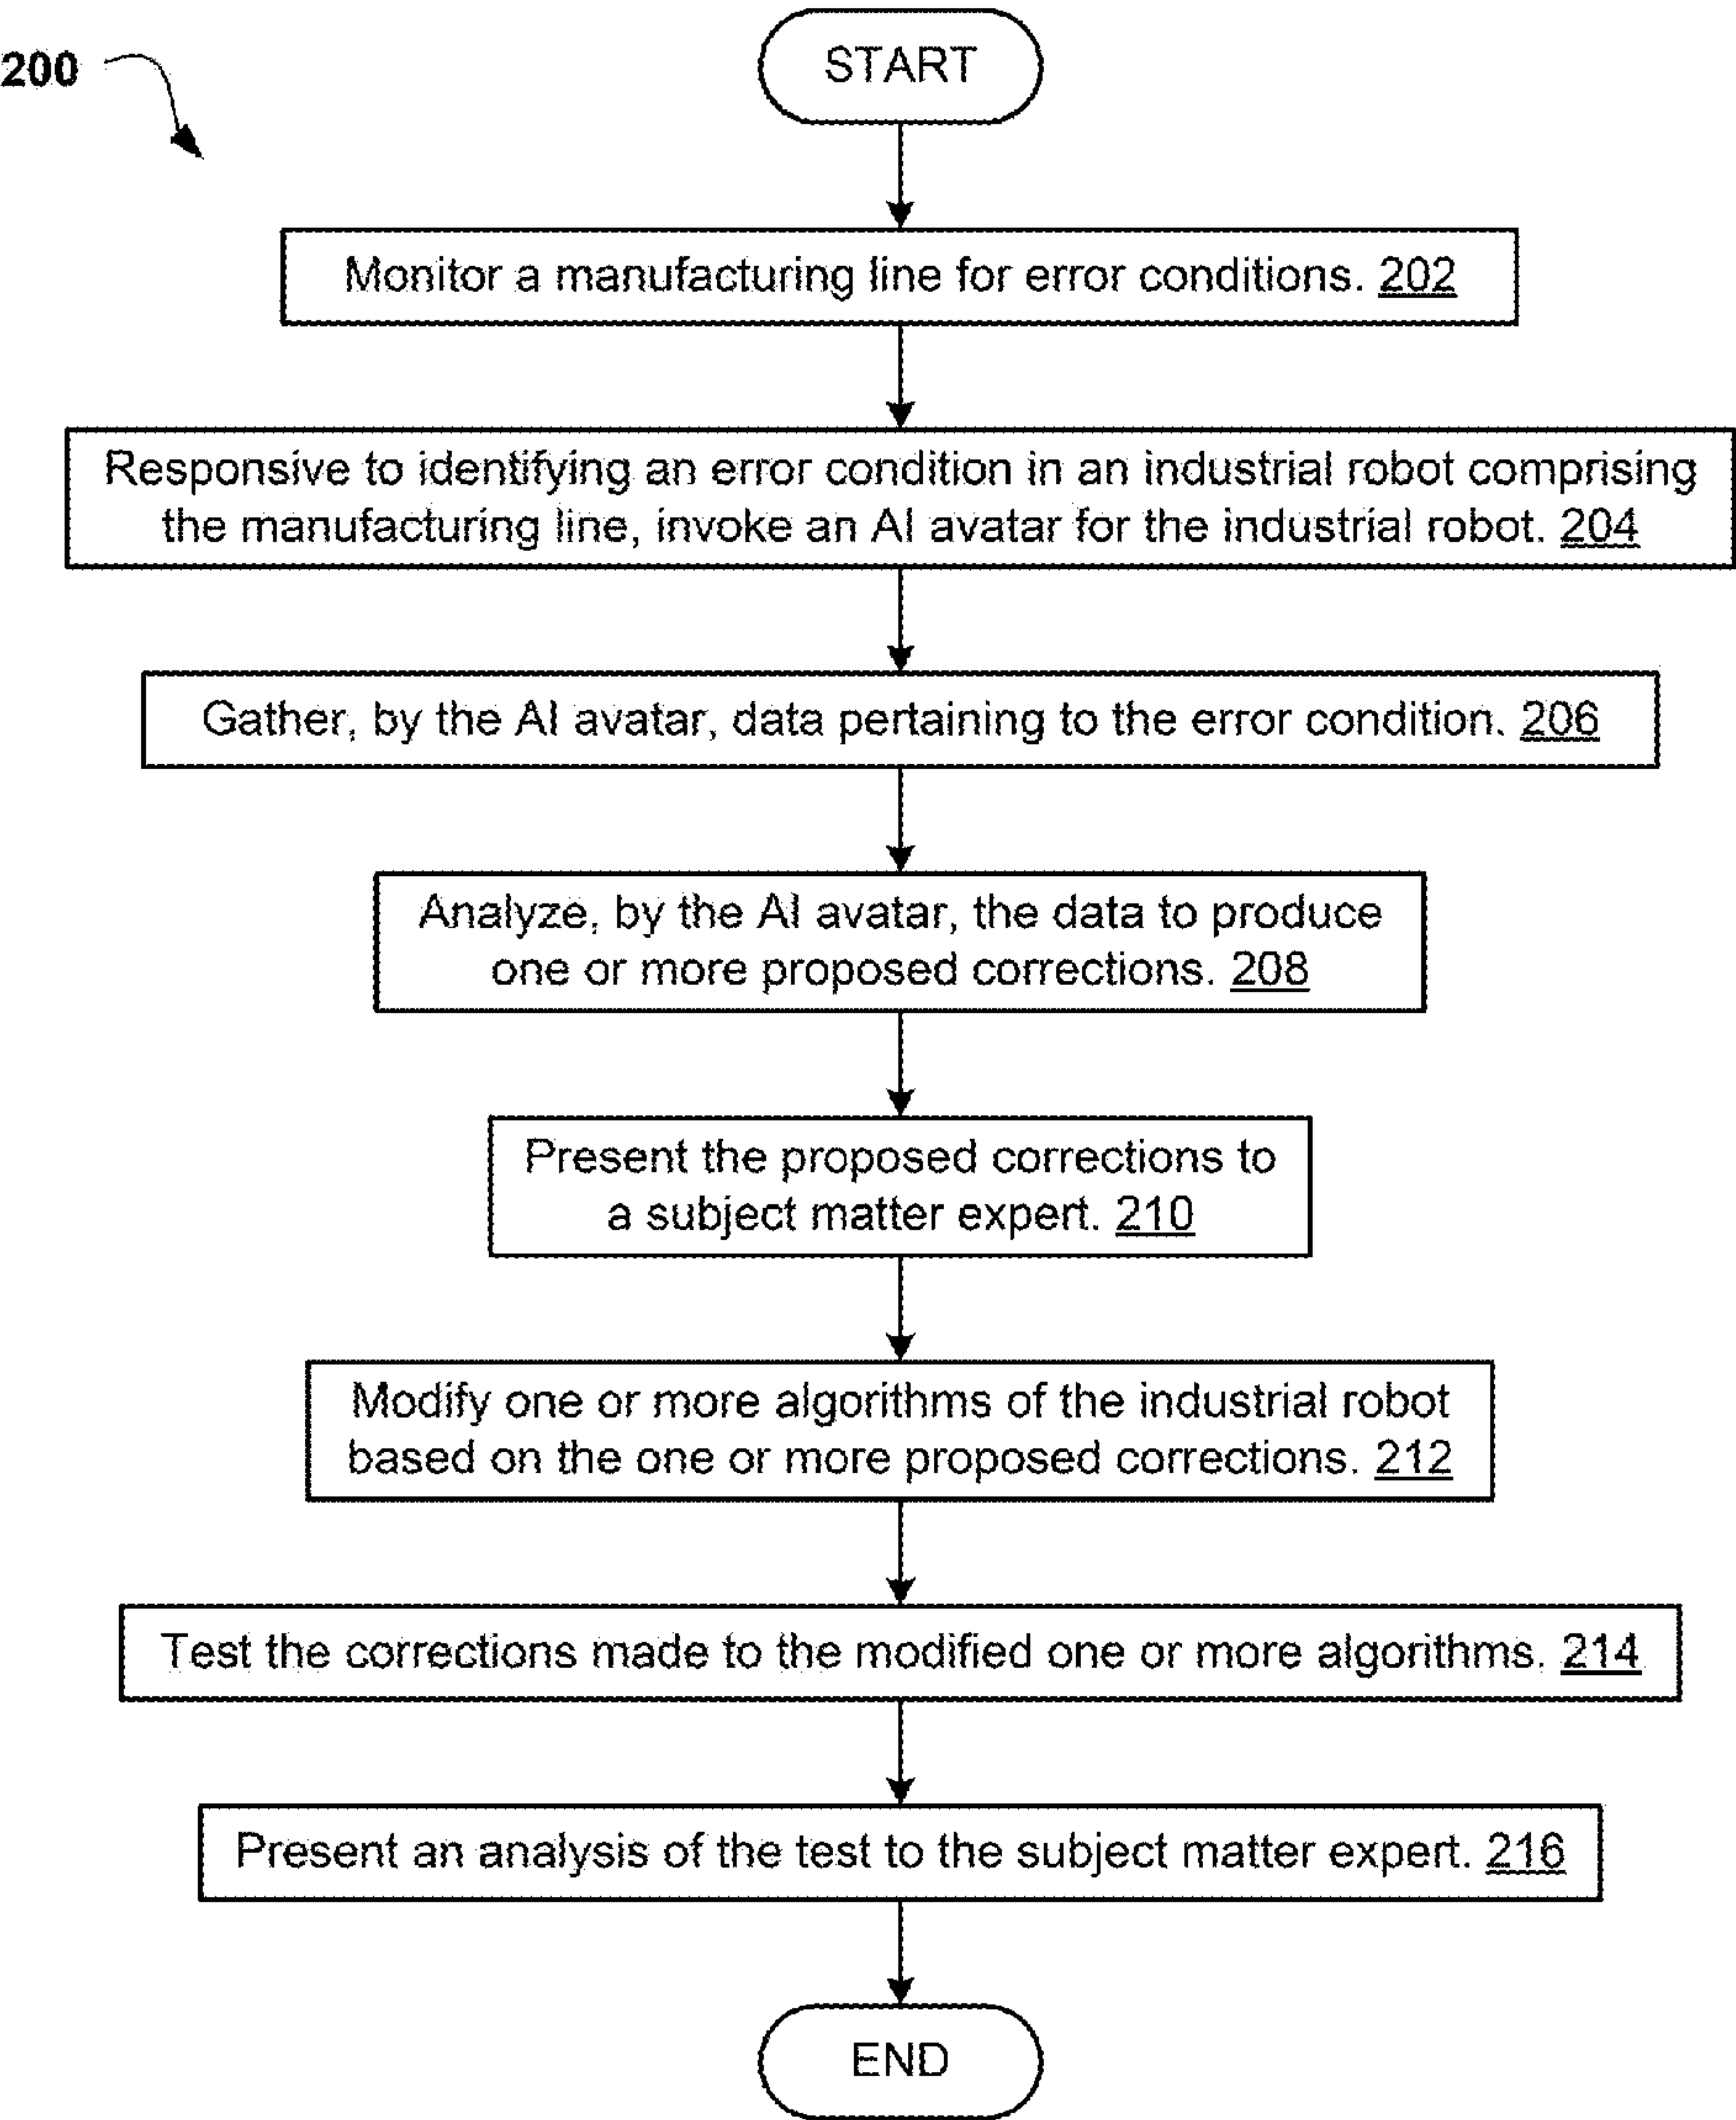 200
START
Monitor a manufacturing line for error conditions. 202
Responsive to identifying an error condition in an industrial robot comprising
the manufacturing line, invoke an AI avatar for the industrial robot. 204
Gather, by the AI avatar, data pertaining to the error condition. 206
Analyze, by the AI avatar, the data to produce
one or more proposed corrections. 208
Present the proposed corrections to
a subject matter expert. 210
Modify one or more algorithms of the industrial robot
based on the one or more proposed corrections. 212
Test the corrections made to the modified one or more algorithms. 214
Present an analysis of the test to the subject matter expert. 216
END